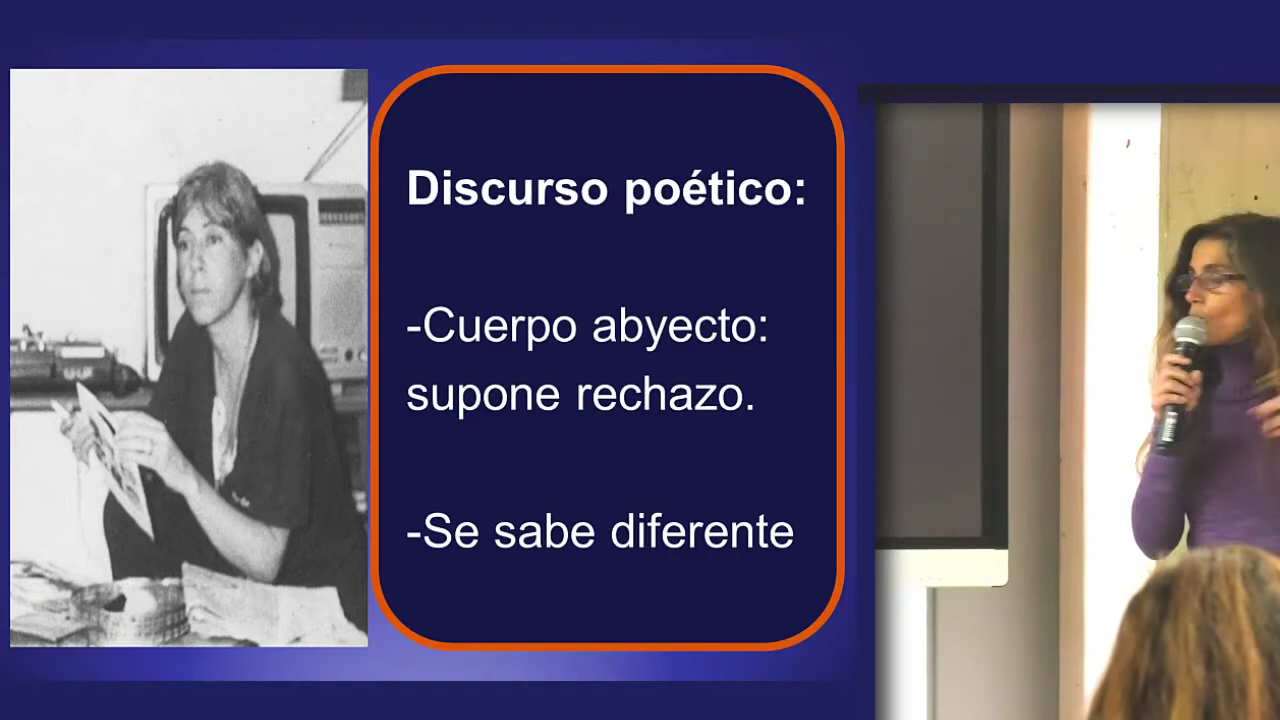 Discurso poético:
-Cuerpo abyecto:
supone rechazo.
-Se sabe diferente